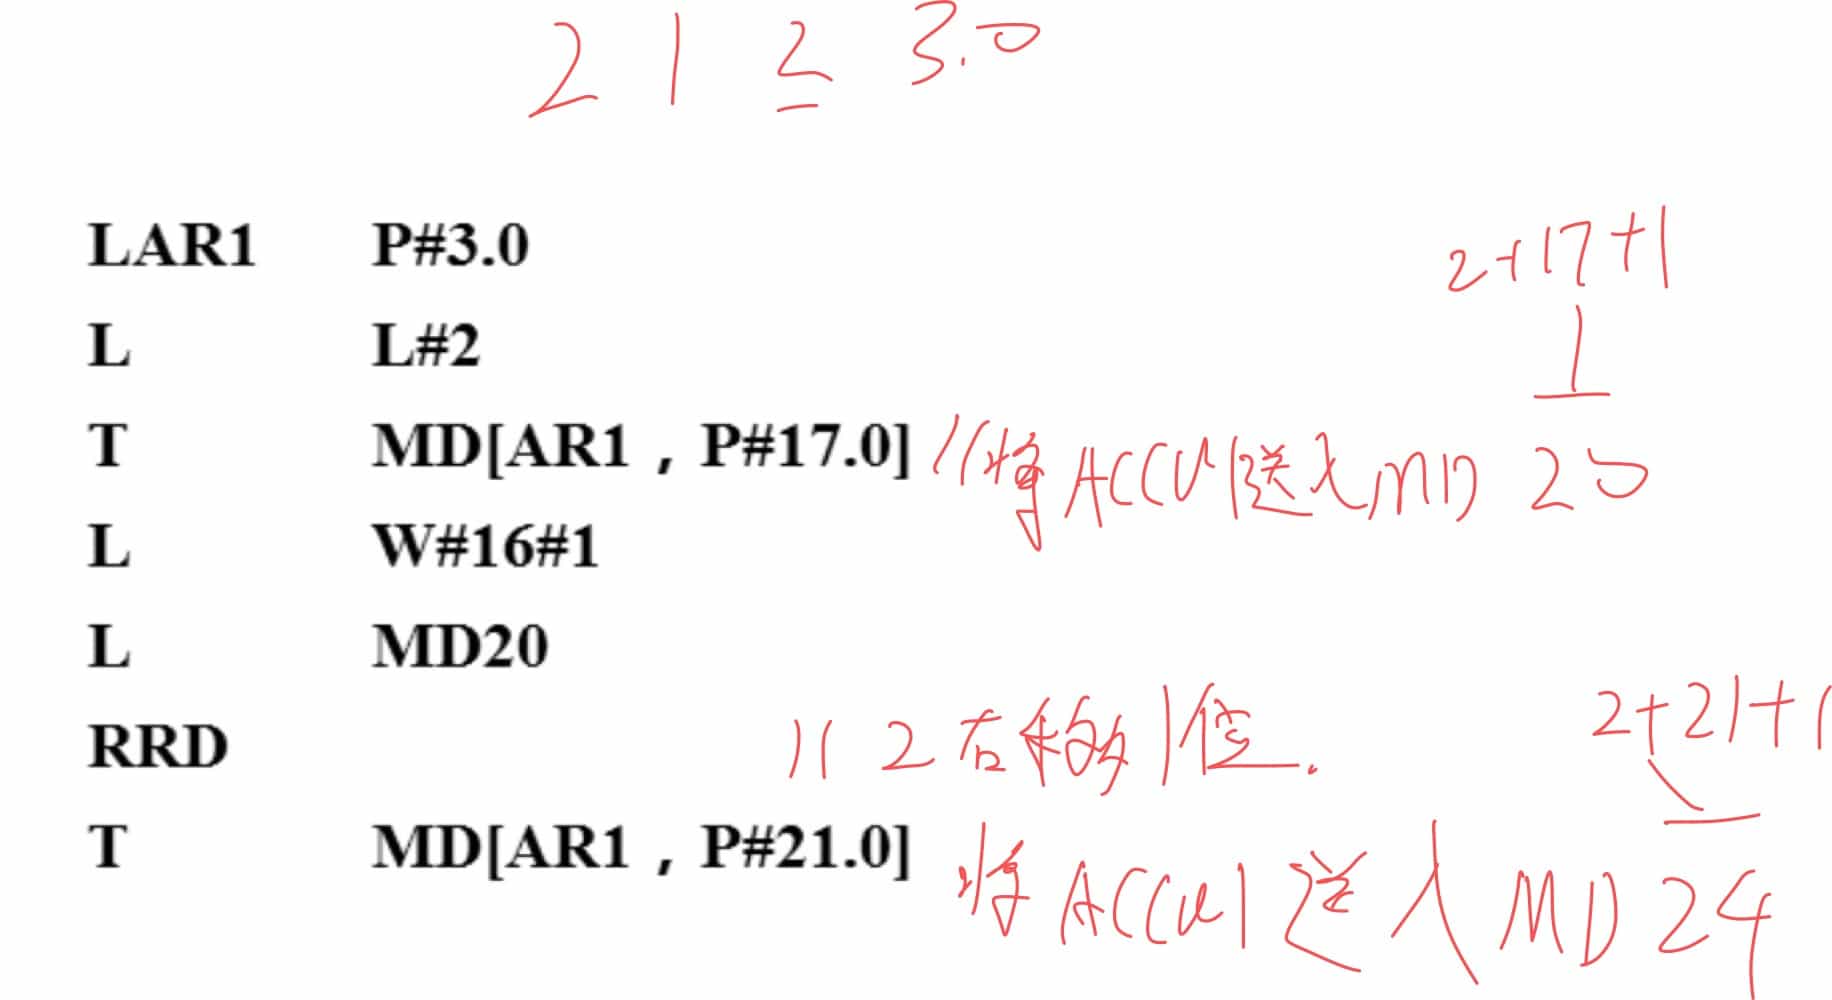 2 1 2 3.0
LAR1 P#3.0
2+17+1
L L#2
T MD[AR1，P#17.0] //将ACCU1送入MD 20
L W#16#1
L MD20
RRD // 2右移1位.
2+21+1
T MD[AR1，P#21.0] 将ACCU1送入MD24